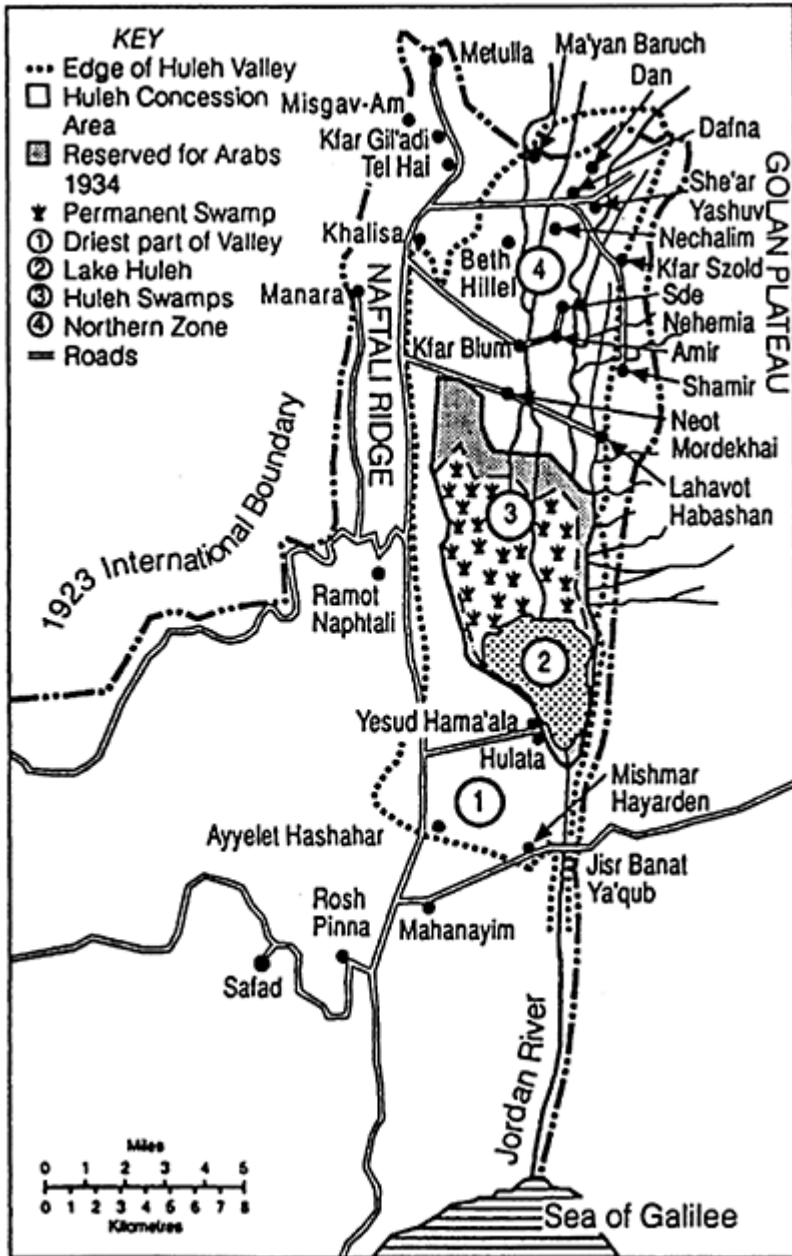 KEY
Edge of Huleh Valley
Huleh Concession
Area
Reserved for Arabs
1934
Permanent Swamp
① Driest part of Valley
② Lake Huleh
③ Huleh Swamps
④ Northern Zone
Roads
Metulla
Ma'yan Baruch
Dan
Misgav-Am
Kfar Gil'adi
Tel Hai
Dafna
She'ar
Yashuv
Khalisa
Nechalim
Beth
Hillel
④
Kfar Szold
Manara
Sde
Nehemia
Kfar Blum
Amir
Shamir
GOLAN PLATEAU
NAFTALI RIDGE
Neot
Mordekhai
Lahavot
Habashan
③
1923 International Boundary
Ramot
Naphtali
②
Yesud Hama'ala
Hulata
①
Mishmar
Hayarden
Ayyelet Hashahar
Jisr Banat
Ya'qub
Rosh
Pinna
Mahanayim
Safad
Jordan River
Miles
0 1 2 3 4 5
0 1 2 4 6 8
Kilometres
Sea of Galilee